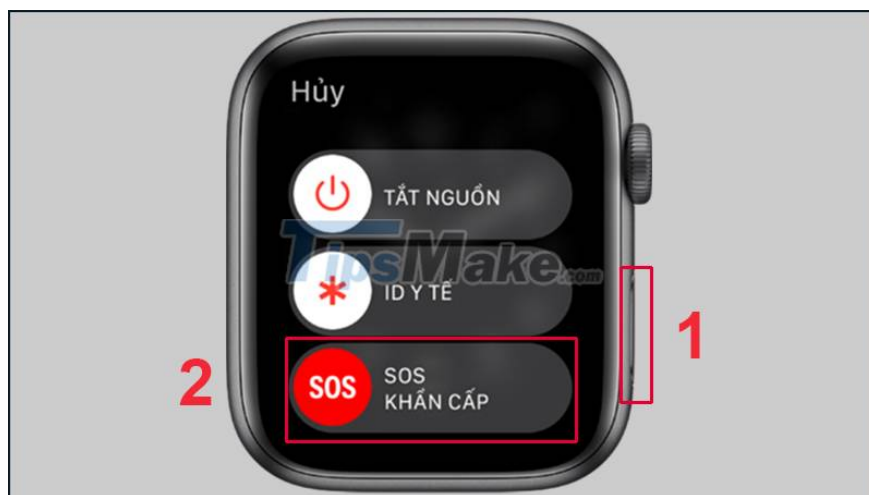 Hủy
TẮT NGUỒN
TipsMake.com
ID Y TẾ
1
2
SOS
SOS
KHẨN CẤP